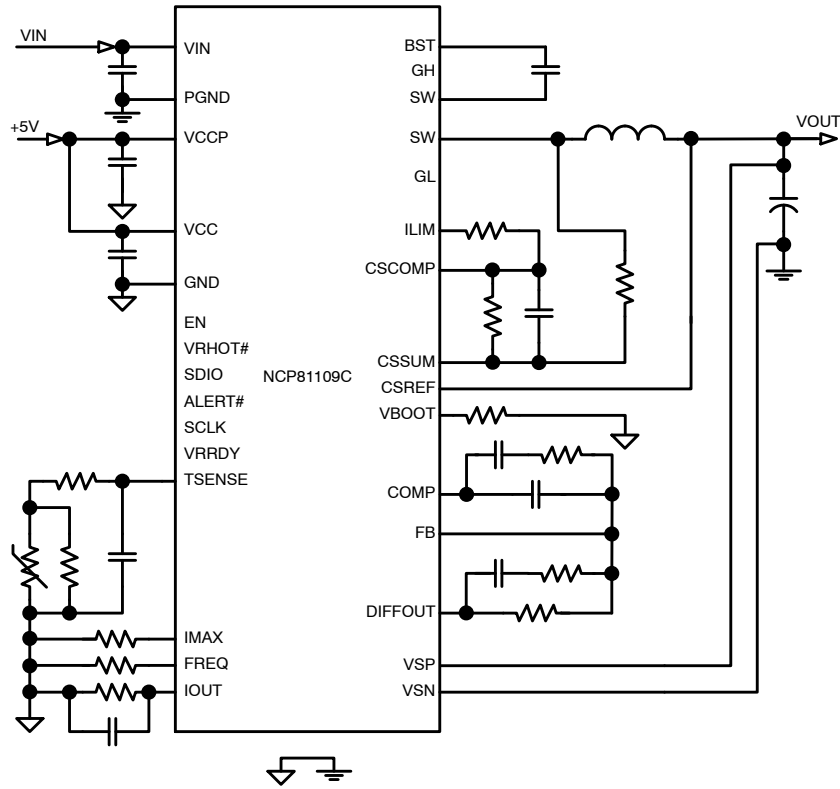 VIN
+5V
VIN
PGND
VCCP
VCC
GND
EN
VRHOT#
SDIO
ALERT#
SCLK
VRRDY
TSENSE
IMAX
FREQ
IOUT
NCP81109C
BST
GH
SW
SW
GL
ILIM
CSCOMP
CSSUM
CSREF
VBOOT
COMP
FB
DIFFOUT
VSP
VSN
VOUT